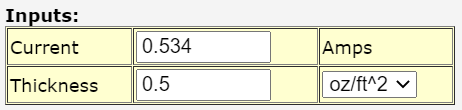 Inputs:
Current 0.534 Amps
Thickness 0.5 oz/ft^2